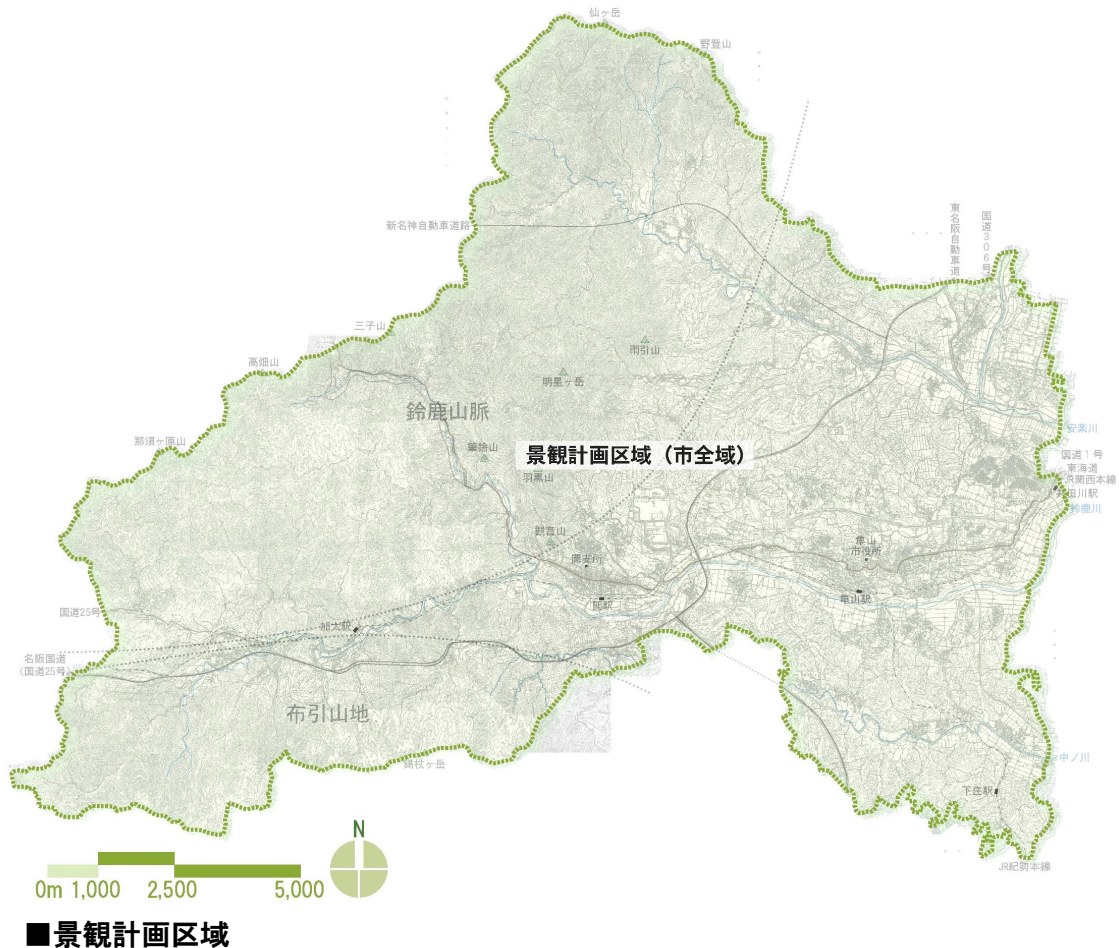 仙ヶ岳
野登山
新名神自動車道路
東名阪自動車道
国道306号
三子山
雨引山
高畑山
明星ヶ岳
鈴鹿山脈
安楽川
那須ヶ原山
筆捨山
景観計画区域（市全域）
国道1号
東海道
JR関西本線
羽黒山
鈴鹿川
観音山
亀山
市役所
関支所
亀山駅
関駅
国道25号
加太駅
名阪国道
（国道25号）
布引山地
中ノ川
錫杖ヶ岳
下庄駅
JR紀勢本線
N
0m 1,000 2,500 5,000
■景観計画区域